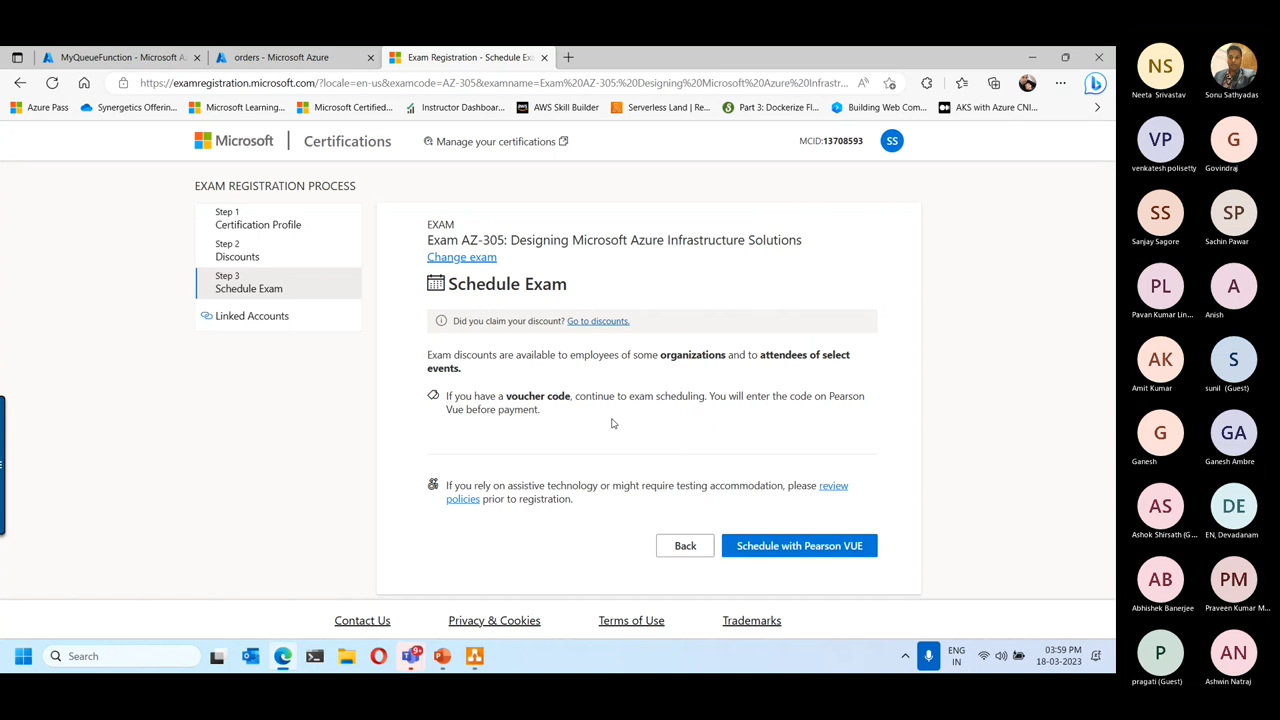 MyQueueFunction - Microsoft A
orders - Microsoft Azure
Exam Registration - Schedule Ex
https://examregistration.microsoft.com/?locale=en-us&examcode=AZ-305&examname=Exam%20AZ-305:%20Designing%20Microsoft%20Azure%20Infrastruct...
Azure Pass
Synergetics Offering...
Microsoft Learning...
Microsoft Certified...
Instructor Dashboar...
AWS Skill Builder
Serverless Land | Re...
Part 3: Dockerize Fl...
Building Web Com...
AKS with Azure CNI...
Microsoft
Certifications
Manage your certifications
MCID:13708593
SS
EXAM REGISTRATION PROCESS
Step 1
Certification Profile
Step 2
Discounts
Step 3
Schedule Exam
Linked Accounts
EXAM
Exam AZ-305: Designing Microsoft Azure Infrastructure Solutions
Change exam
Schedule Exam
Did you claim your discount? Go to discounts.
Exam discounts are available to employees of some organizations and to attendees of select
events.
If you have a voucher code, continue to exam scheduling. You will enter the code on Pearson
Vue before payment.
If you rely on assistive technology or might require testing accommodation, please review
policies prior to registration.
Back
Schedule with Pearson VUE
Contact Us
Privacy & Cookies
Terms of Use
Trademarks
Search
9+
ENG
IN
03:59 PM
18-03-2023
NS
Neeta Srivastav
Sonu Sathyadas
VP
venkatesh polisetty
G
Govindraj
SS
Sanjay Sagore
SP
Sachin Pawar
PL
Pavan Kumar Lin...
A
Anish
AK
Amit Kumar
S
sunil (Guest)
G
Ganesh
GA
Ganesh Ambre
AS
Ashok Shirsath (G...
DE
EN, Devadanam
AB
Abhishek Banerjee
PM
Praveen Kumar M...
P
pragati (Guest)
AN
Ashwin Natraj